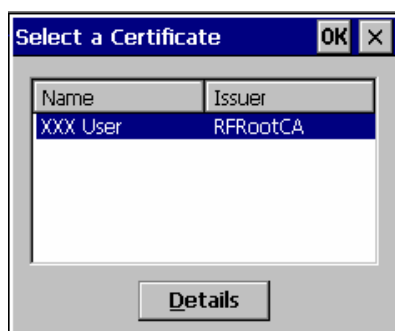 Select a Certificate OK ×
Name Issuer
XXX User RFRootCA
Details